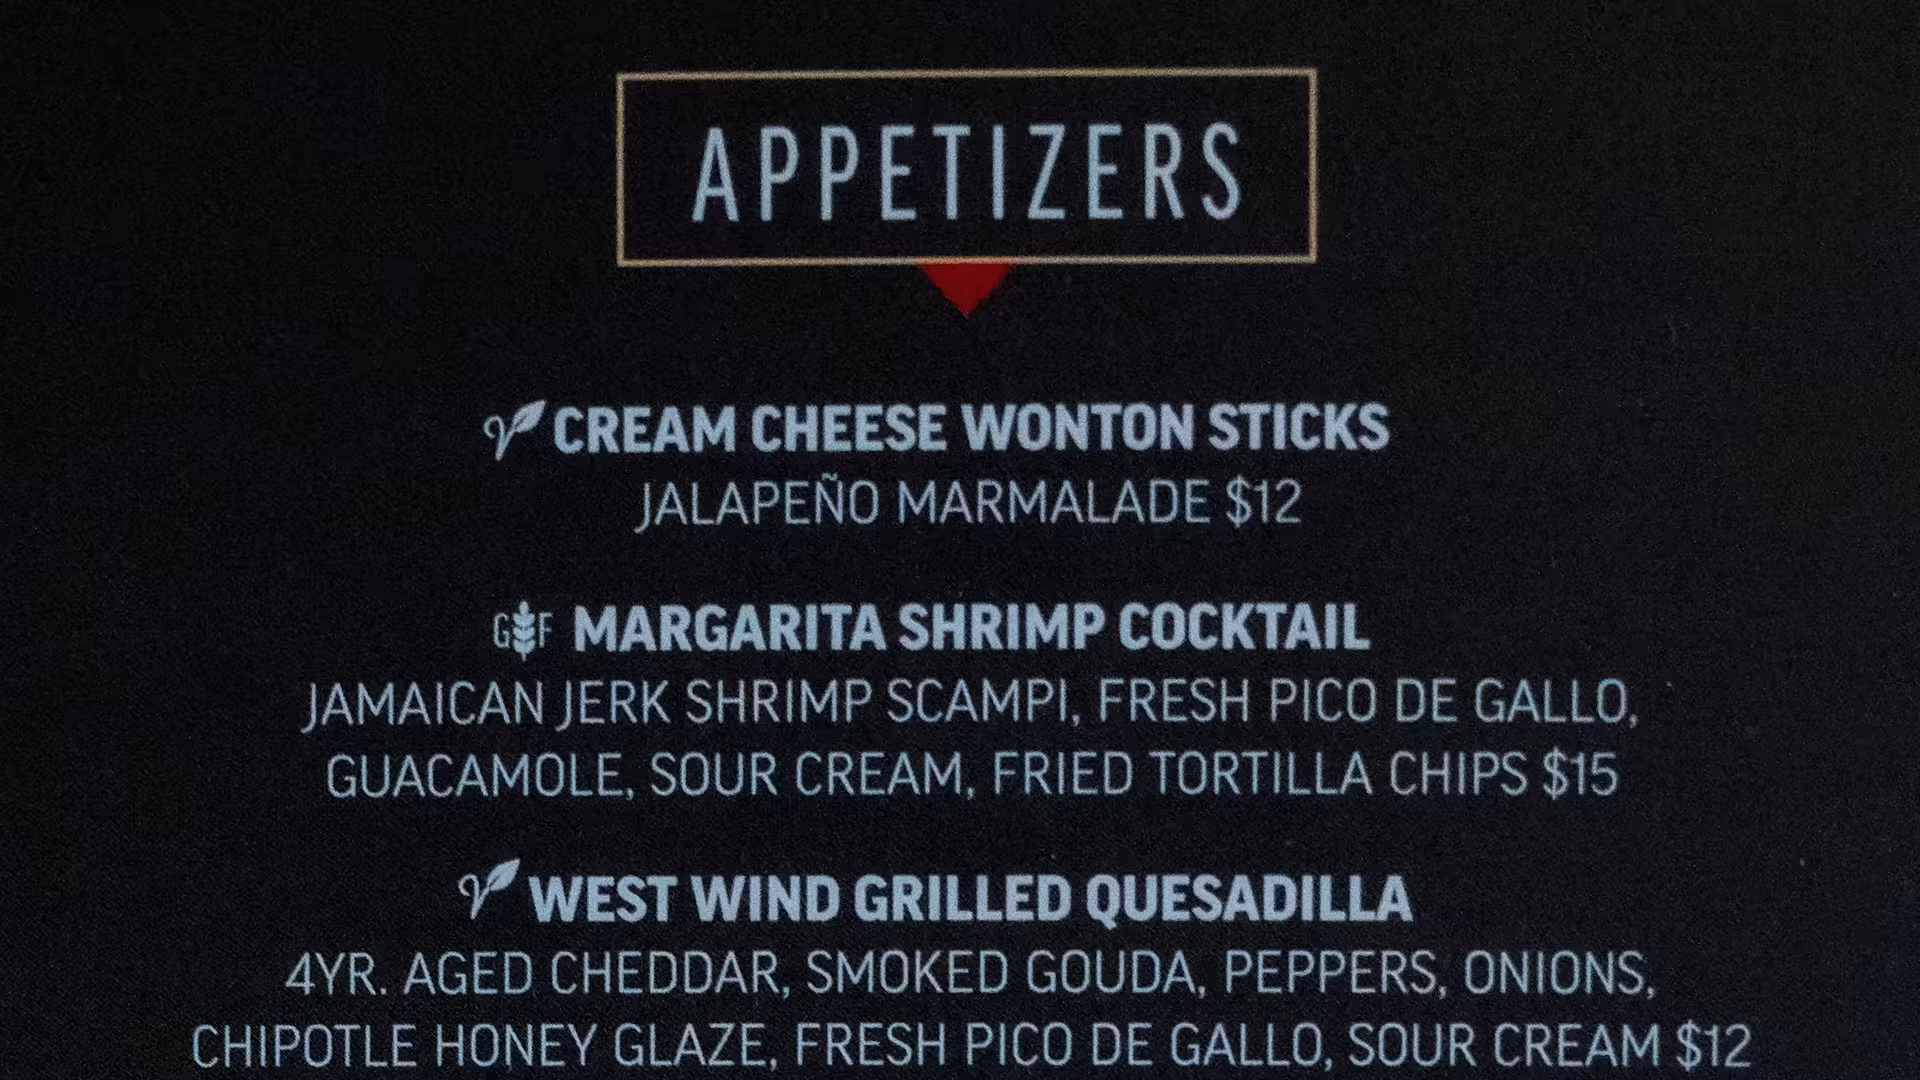 APPETIZERS
V CREAM CHEESE WONTON STICKS
JALAPEÑO MARMALADE $12
GF MARGARITA SHRIMP COCKTAIL
JAMAICAN JERK SHRIMP SCAMPI, FRESH PICO DE GALLO,
GUACAMOLE, SOUR CREAM, FRIED TORTILLA CHIPS $15
V WEST WIND GRILLED QUESADILLA
4YR. AGED CHEDDAR, SMOKED GOUDA, PEPPERS, ONIONS,
CHIPOTLE HONEY GLAZE, FRESH PICO DE GALLO, SOUR CREAM $12